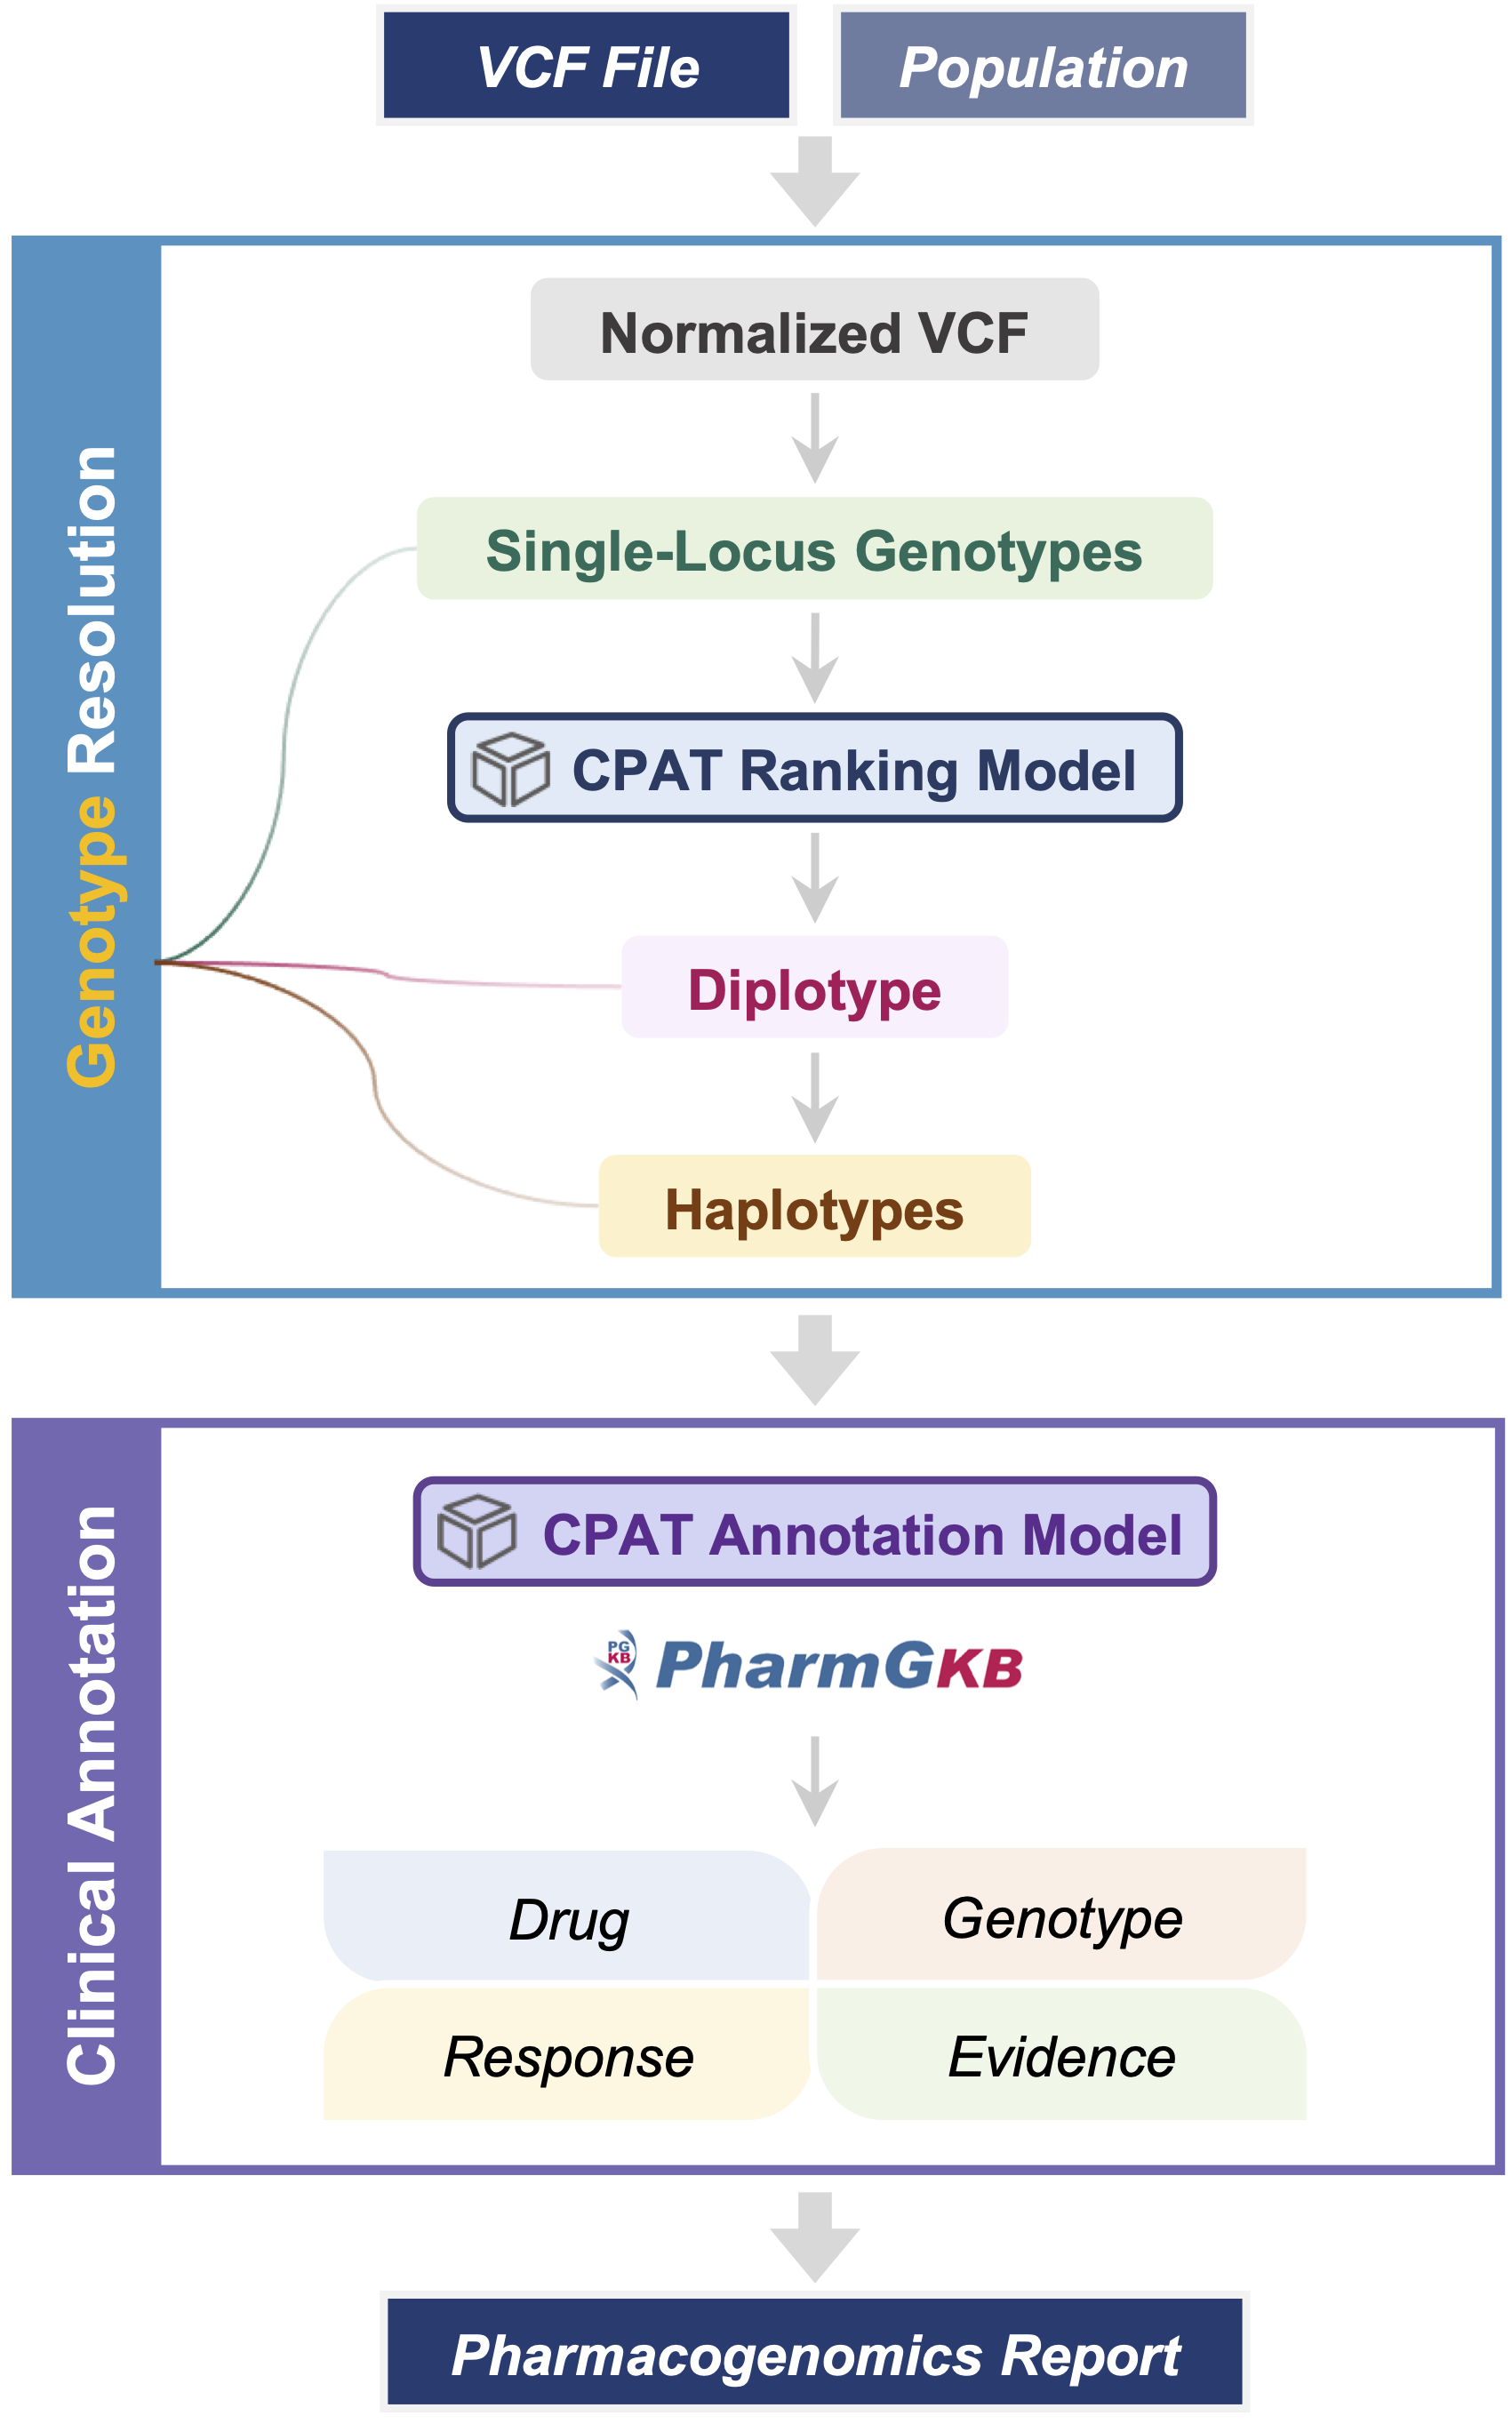 VCF File
Population
Genotype Resolution
Normalized VCF
Single-Locus Genotypes
CPAT Ranking Model
Diplotype
Haplotypes
Clinical Annotation
CPAT Annotation Model
PG
KB
PharmGKB
Drug
Genotype
Response
Evidence
Pharmacogenomics Report